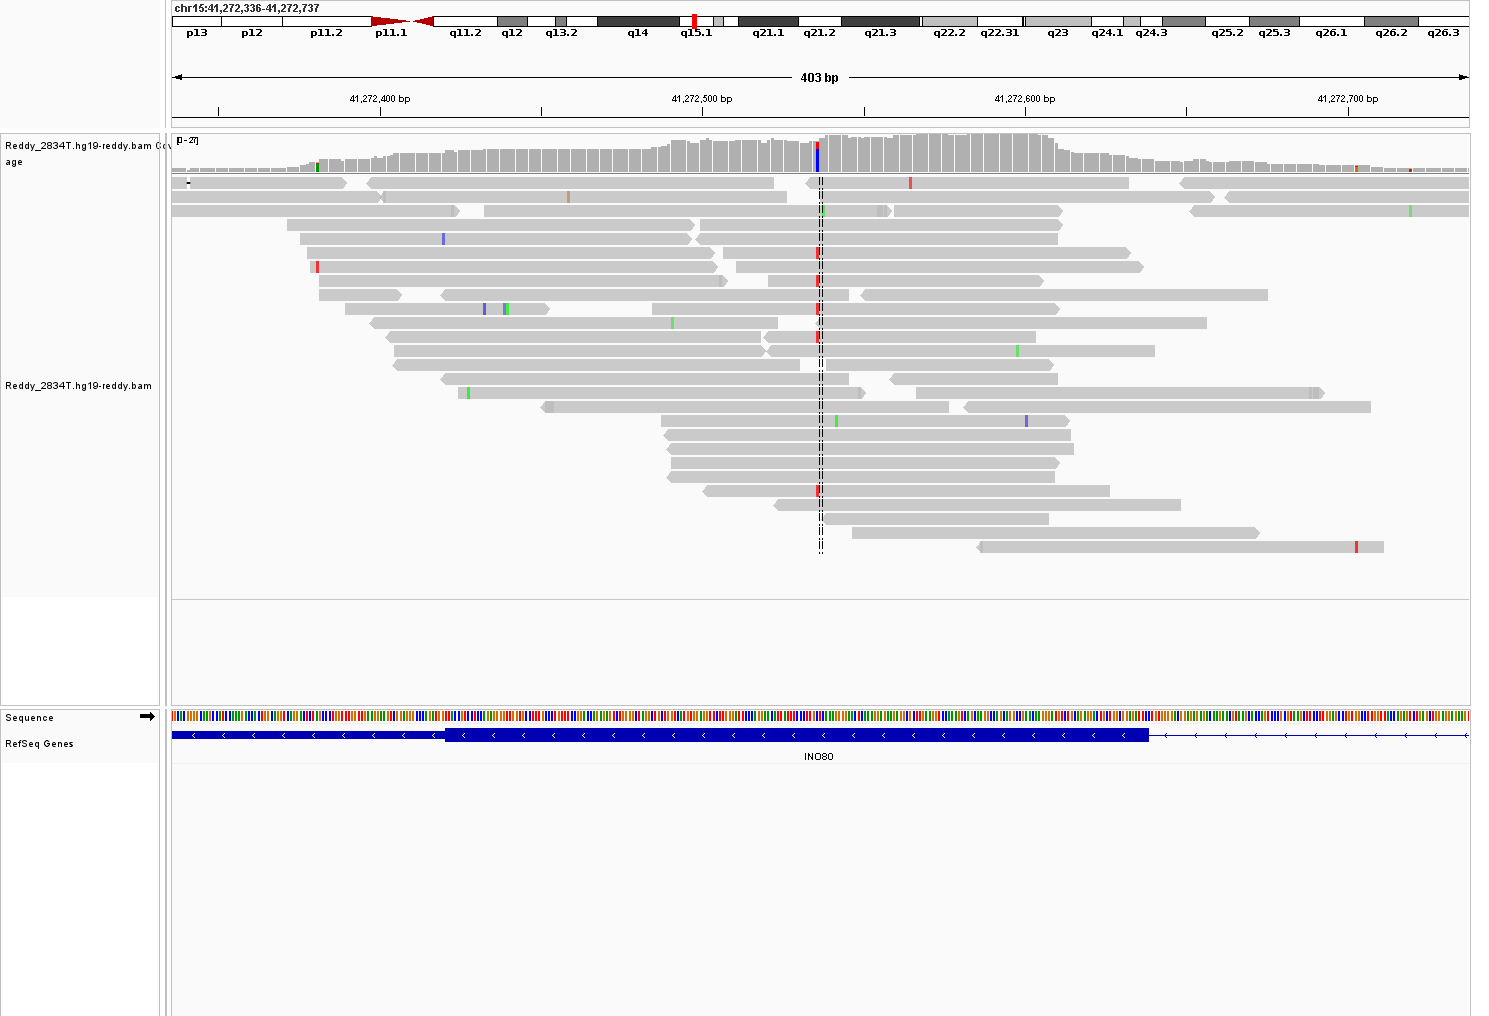 chr15:41,272,336-41,272,737
p13 p12 p11.2 p11.1 q11.2 q12 q13.2 q14 q15.1 q21.1 q21.2 q21.3 q22.2 q22.31 q23 q24.1 q24.3 q25.2 q25.3 q26.1 q26.2 q26.3
403 bp
41,272,400 bp 41,272,500 bp 41,272,600 bp 41,272,700 bp
[0 - 27]
Reddy_2834T.hg19-reddy.bam Cov
age
Reddy_2834T.hg19-reddy.bam
Sequence
RefSeq Genes
INO80